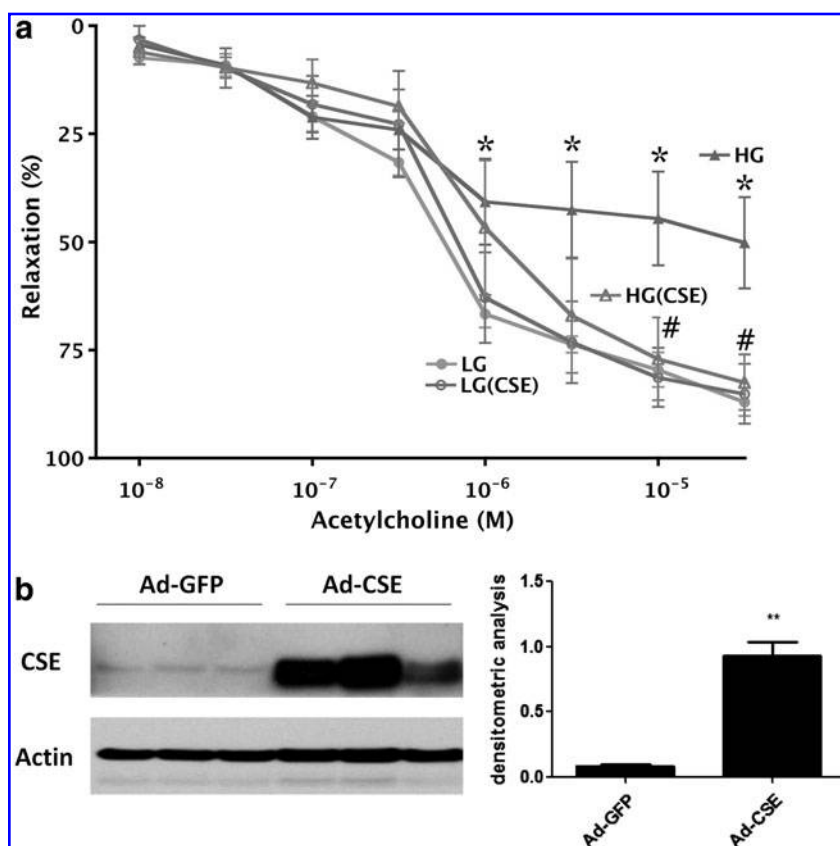 a
0
25
50
75
100
Relaxation (%)
* * * *
HG
HG(CSE)
# #
LG
LG(CSE)
10⁻⁸ 10⁻⁷ 10⁻⁶ 10⁻⁵
Acetylcholine (M)
b
Ad-GFP Ad-CSE
CSE
Actin
densitometric analysis
1.5
1.0
0.5
0.0
**
Ad-GFP
Ad-CSE